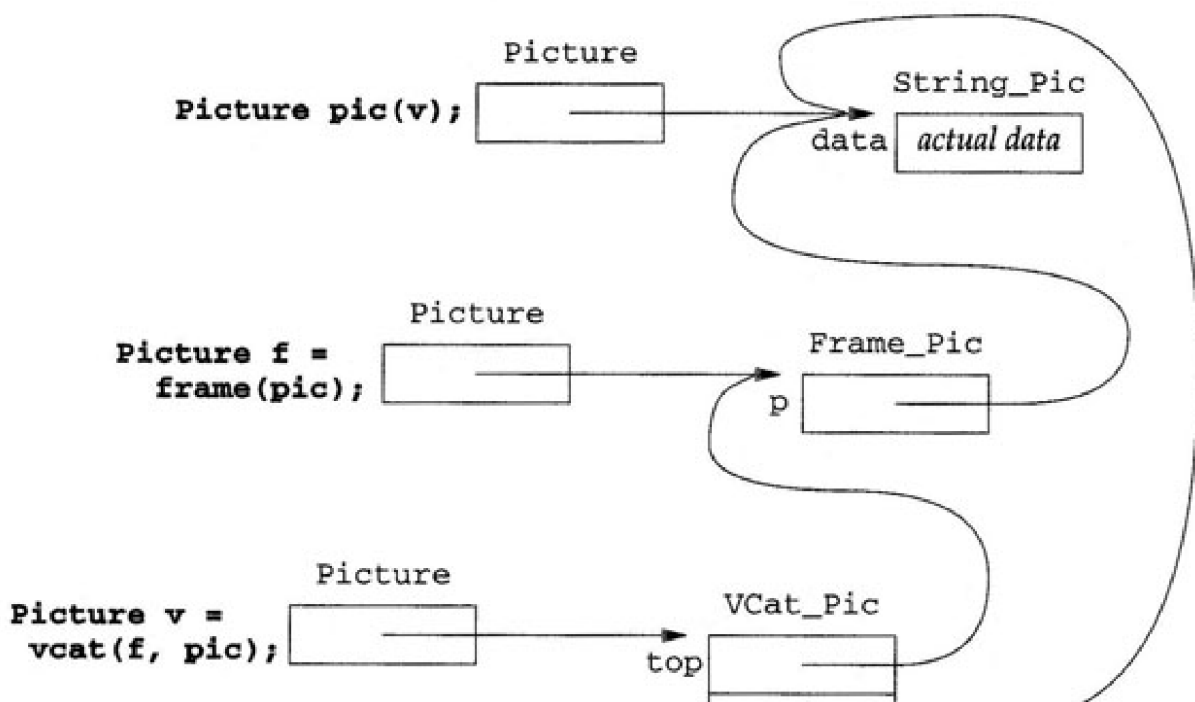 Picture
String_Pic
Picture pic(v);
data
actual data
Picture
Frame_Pic
Picture f =
frame(pic);
p
Picture
VCat_Pic
Picture v =
vcat(f, pic);
top